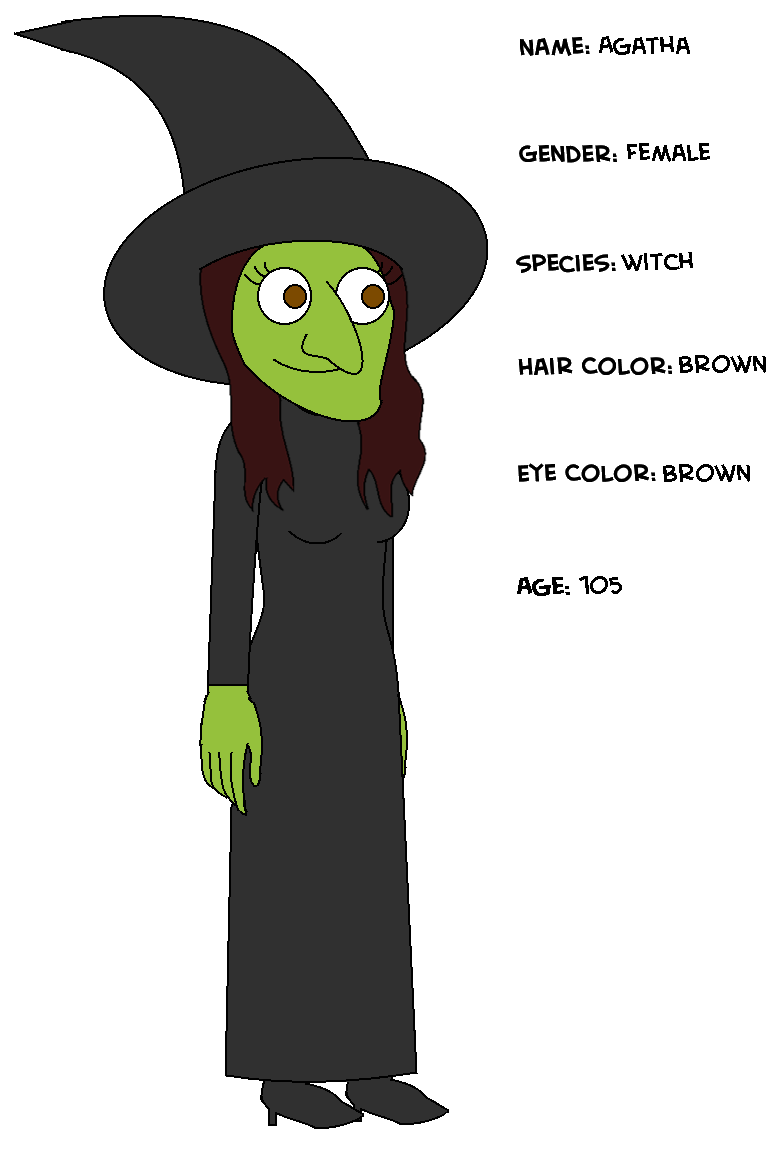 NAME: AGATHA
GENDER: FEMALE
SPECIES: WITCH
HAIR COLOR: BROWN
EYE COLOR: BROWN
AGE: 105